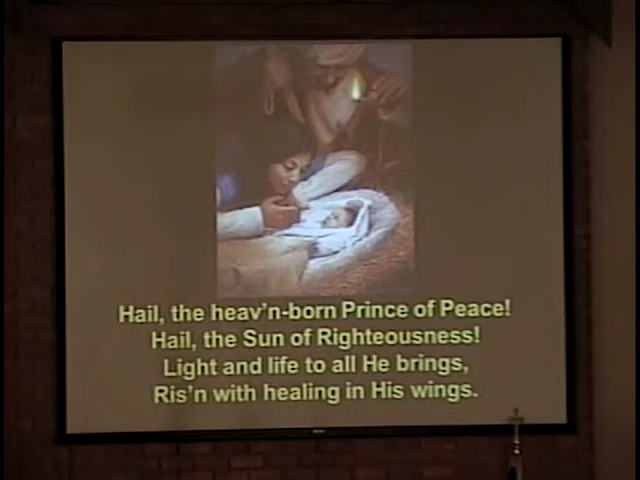 Hail, the heav'n-born Prince of Peace!
Hail, the Sun of Righteousness!
Light and life to all He brings,
Ris'n with healing in His wings.